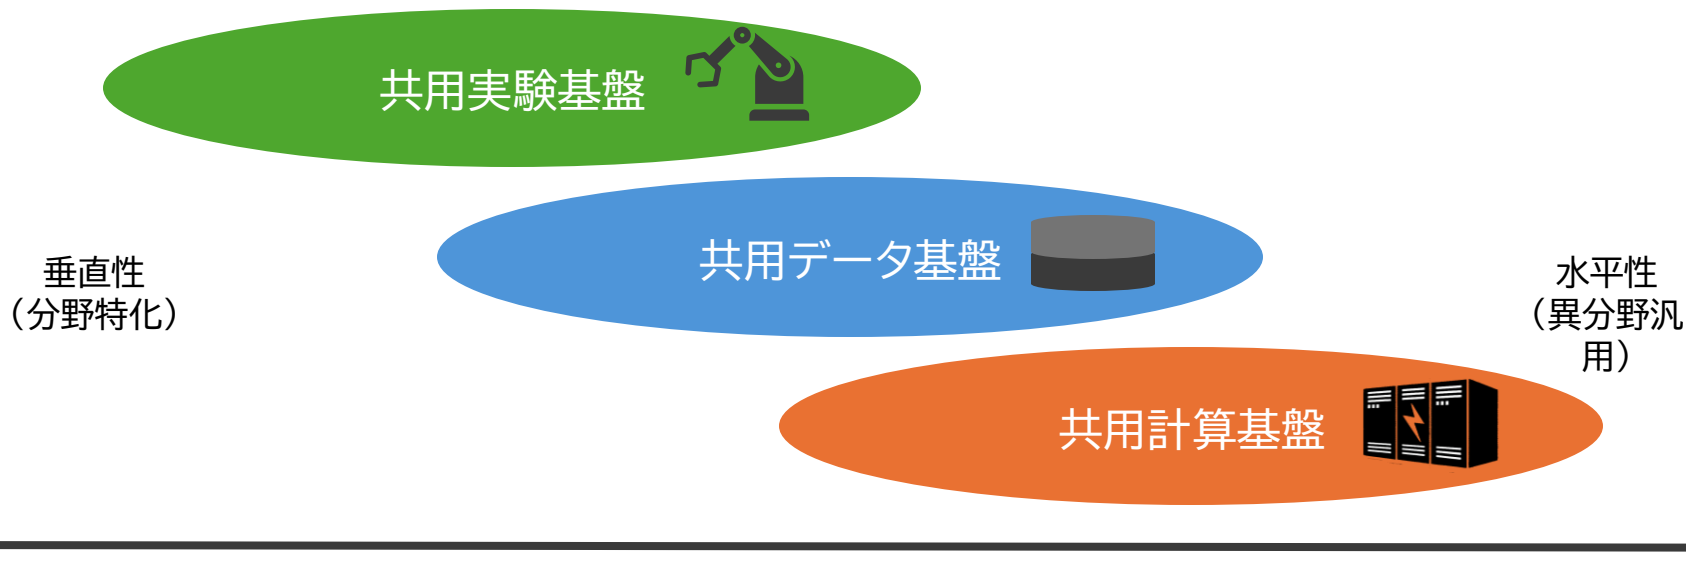 共用実験基盤
共用データ基盤
垂直性
（分野特化）
水平性
（異分野汎
用）
共用計算基盤